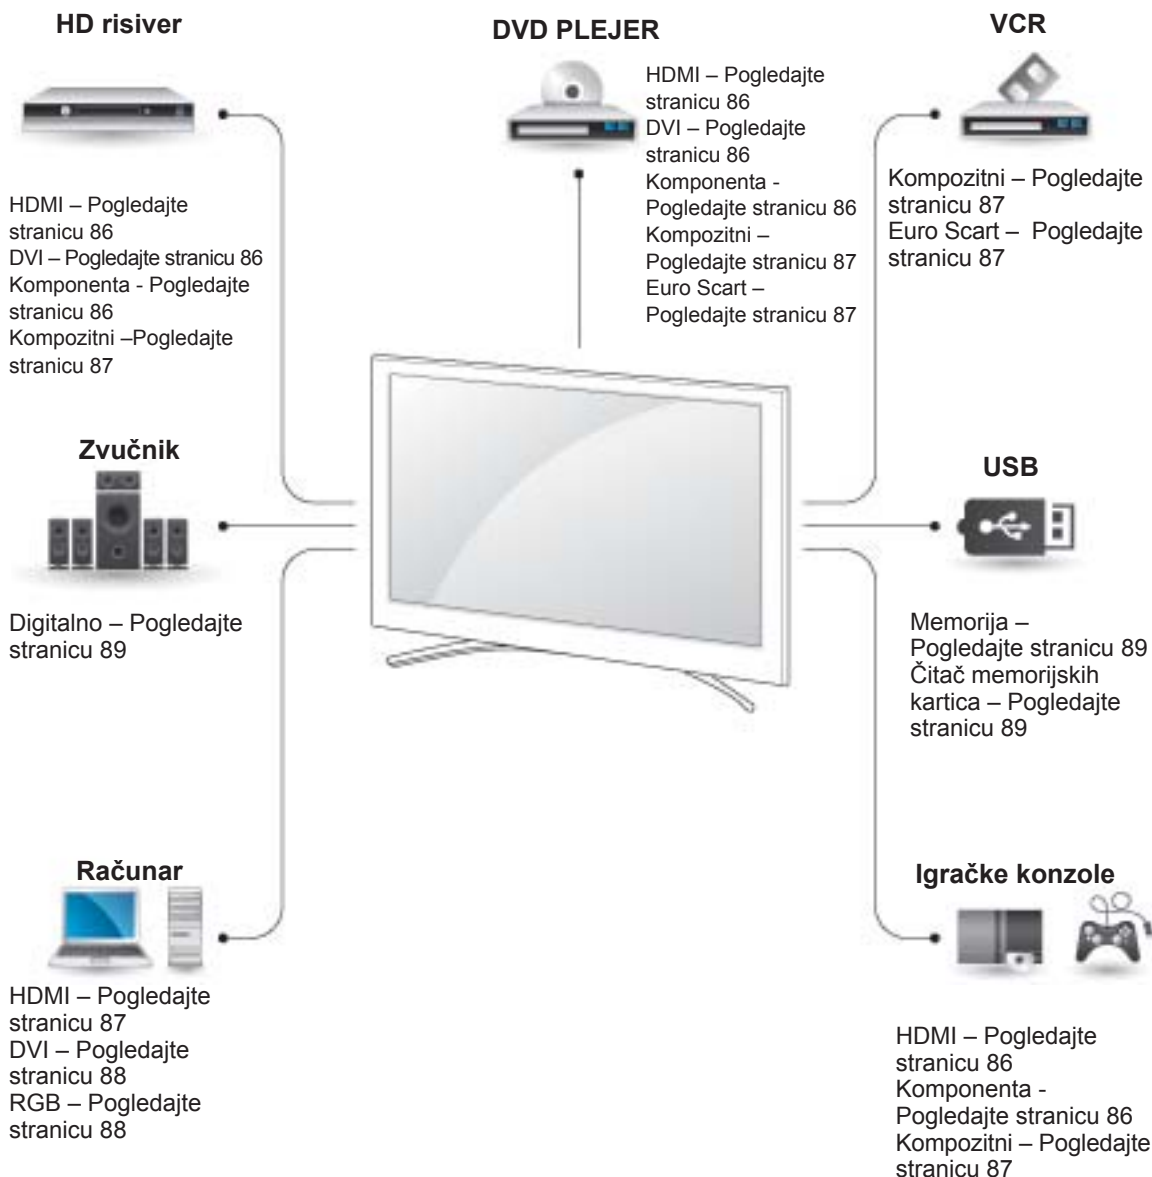 HD risiver
HDMI – Pogledajte
stranicu 86
DVI – Pogledajte stranicu 86
Komponenta - Pogledajte
stranicu 86
Kompozitni –Pogledajte
stranicu 87
DVD PLEJER
HDMI – Pogledajte
stranicu 86
DVI – Pogledajte
stranicu 86
Komponenta -
Pogledajte stranicu 86
Kompozitni –
Pogledajte stranicu 87
Euro Scart –
Pogledajte stranicu 87
VCR
Kompozitni – Pogledajte
stranicu 87
Euro Scart – Pogledajte
stranicu 87
Zvučnik
Digitalno – Pogledajte
stranicu 89
USB
Memorija –
Pogledajte stranicu 89
Čitač memorijskih
kartica – Pogledajte
stranicu 89
Računar
HDMI – Pogledajte
stranicu 87
DVI – Pogledajte
stranicu 88
RGB – Pogledajte
stranicu 88
Igračke konzole
HDMI – Pogledajte
stranicu 86
Komponenta -
Pogledajte stranicu 86
Kompozitni – Pogledajte
stranicu 87